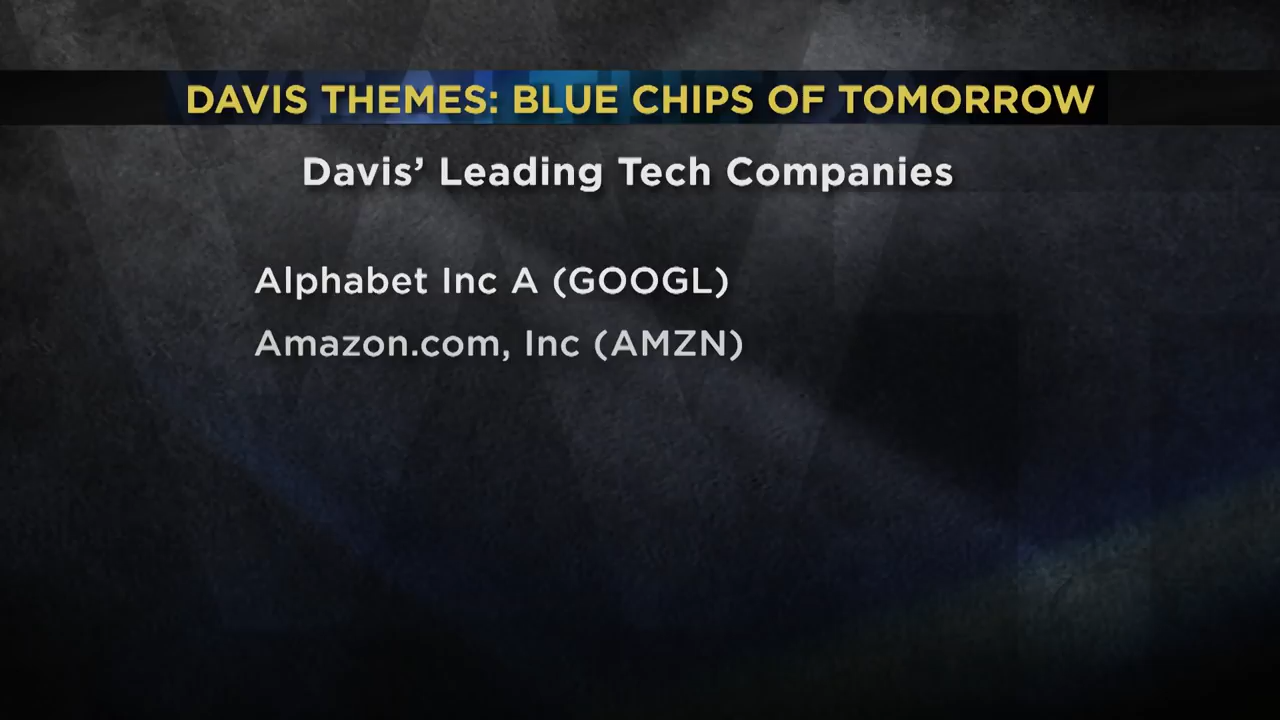 DAVIS THEMES: BLUE CHIPS OF TOMORROW
Davis’ Leading Tech Companies
Alphabet Inc A (GOOGL)
Amazon.com, Inc (AMZN)